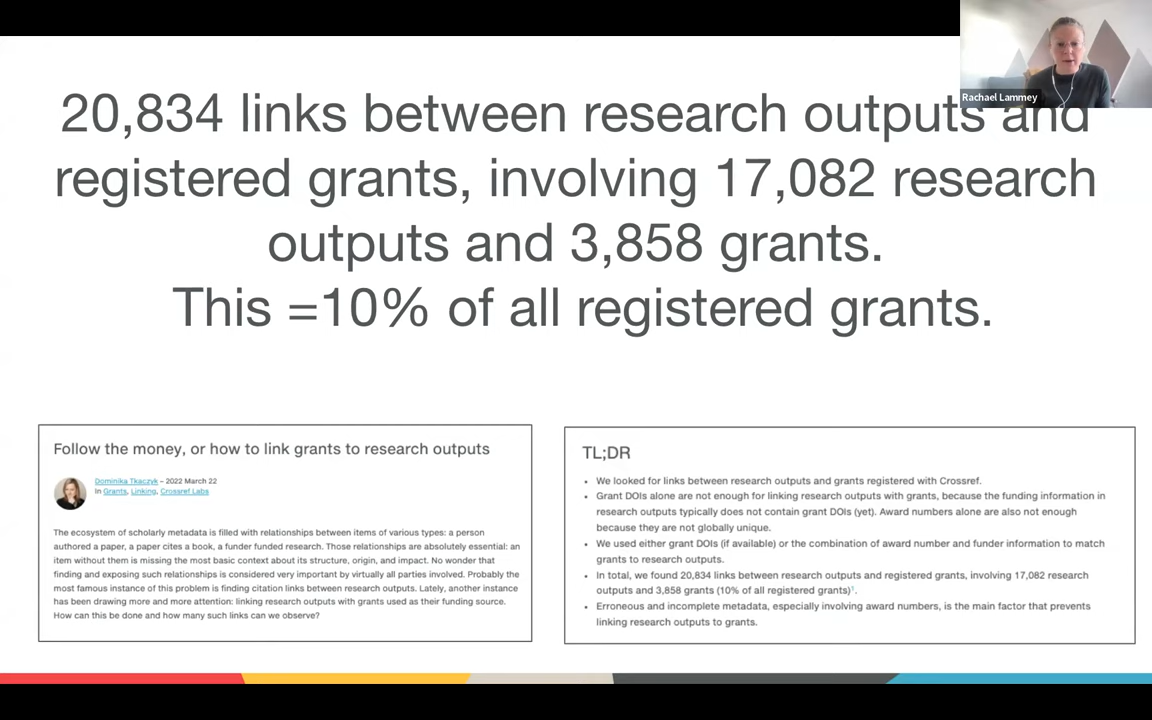 Rachael Lammey
20,834 links between research outputs and
registered grants, involving 17,082 research
outputs and 3,858 grants.
This =10% of all registered grants.
Follow the money, or how to link grants to research outputs
Dominika Tkaczyk – 2022 March 22
In Grants, Linking, Crossref Labs
The ecosystem of scholarly metadata is filled with relationships between items of various types: a person
authored a paper, a paper cites a book, a funder funded research. Those relationships are absolutely essential: an
item without them is missing the most basic context about its structure, origin, and impact. No wonder that
finding and exposing such relationships is considered very important by virtually all parties involved. Probably the
most famous instance of this problem is finding citation links between research outputs. Lately, another instance
has been drawing more and more attention: linking research outputs with grants used as their funding source.
How can this be done and how many such links can we observe?
TL;DR
• We looked for links between research outputs and grants registered with Crossref.
• Grant DOIs alone are not enough for linking research outputs with grants, because the funding information in
research outputs typically does not contain grant DOIs (yet). Award numbers alone are also not enough
because they are not globally unique.
• We used either grant DOIs (if available) or the combination of award number and funder information to match
grants to research outputs.
• In total, we found 20,834 links between research outputs and registered grants, involving 17,082 research
outputs and 3,858 grants (10% of all registered grants)¹.
• Erroneous and incomplete metadata, especially involving award numbers, is the main factor that prevents
linking research outputs to grants.